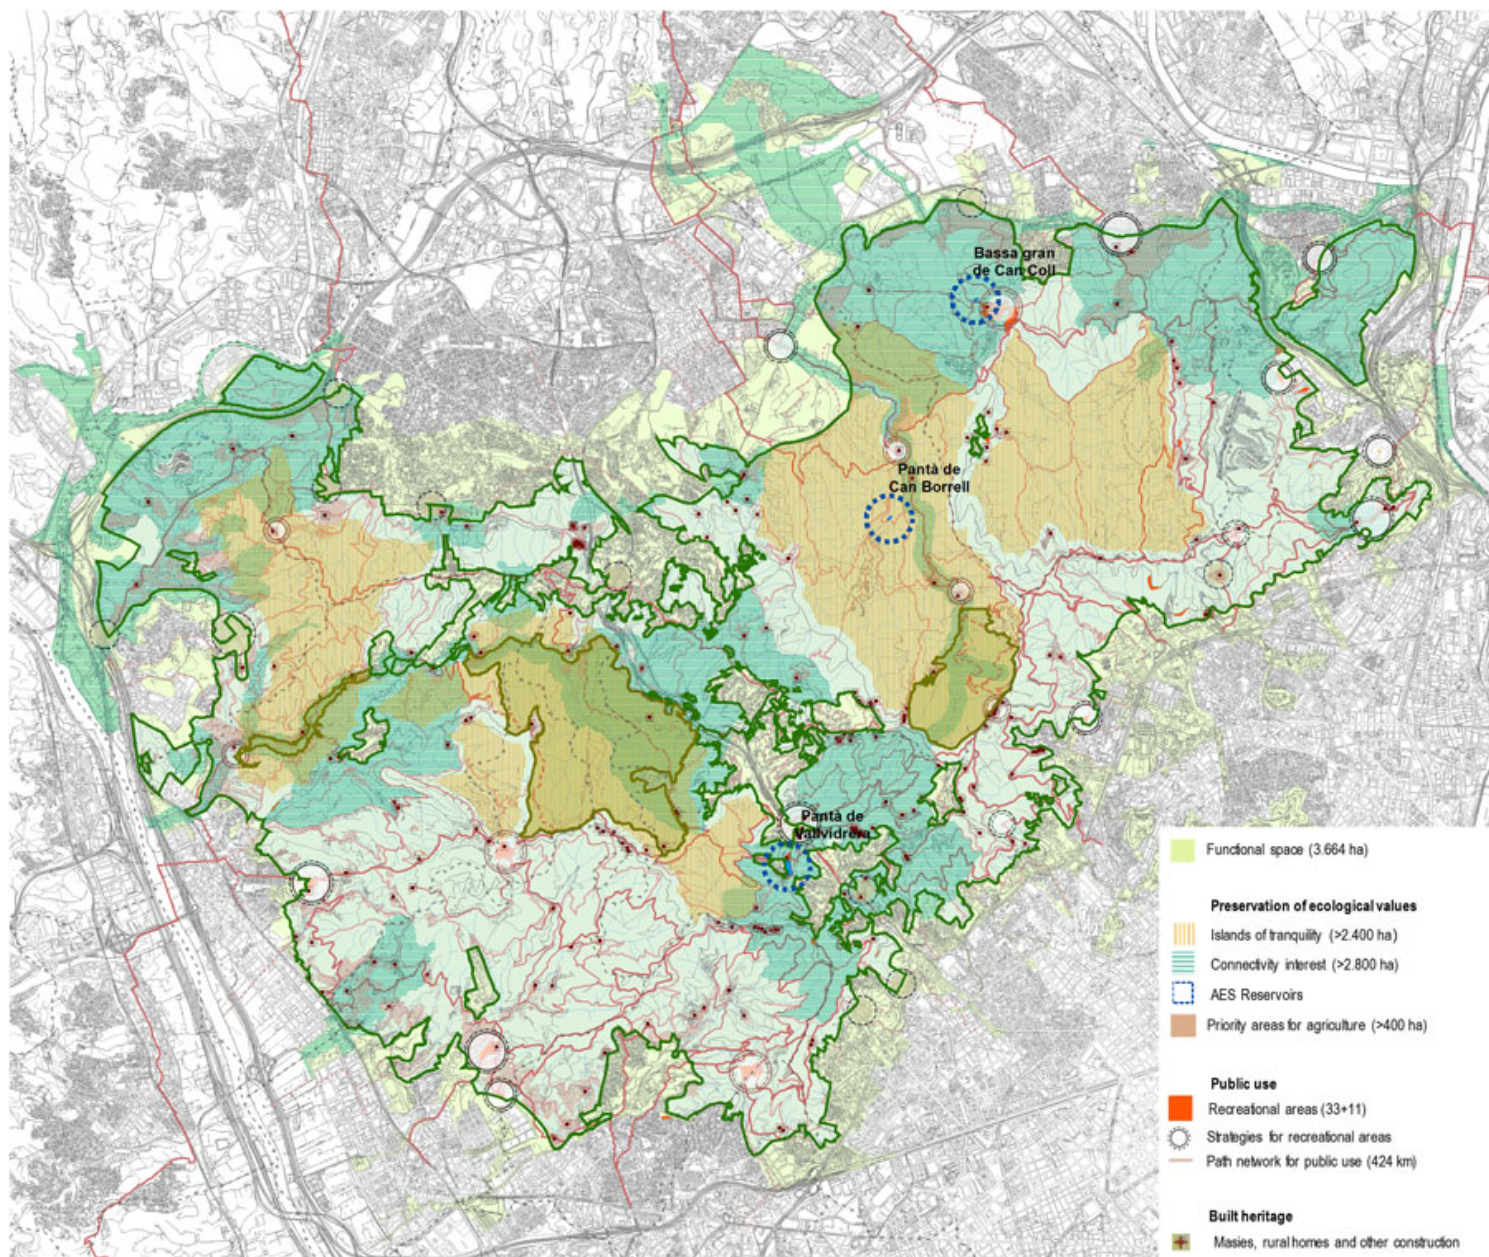 Bassa gran
de Can Coll
Pantà de
Can Borrell
Pantà de
Vallvidrera
Functional space (3.664 ha)
Preservation of ecological values
Islands of tranquility (>2.400 ha)
Connectivity interest (>2.800 ha)
AES Reservoirs
Priority areas for agriculture (>400 ha)
Public use
Recreational areas (33+11)
Strategies for recreational areas
Path network for public use (424 km)
Built heritage
Masies, rural homes and other construction